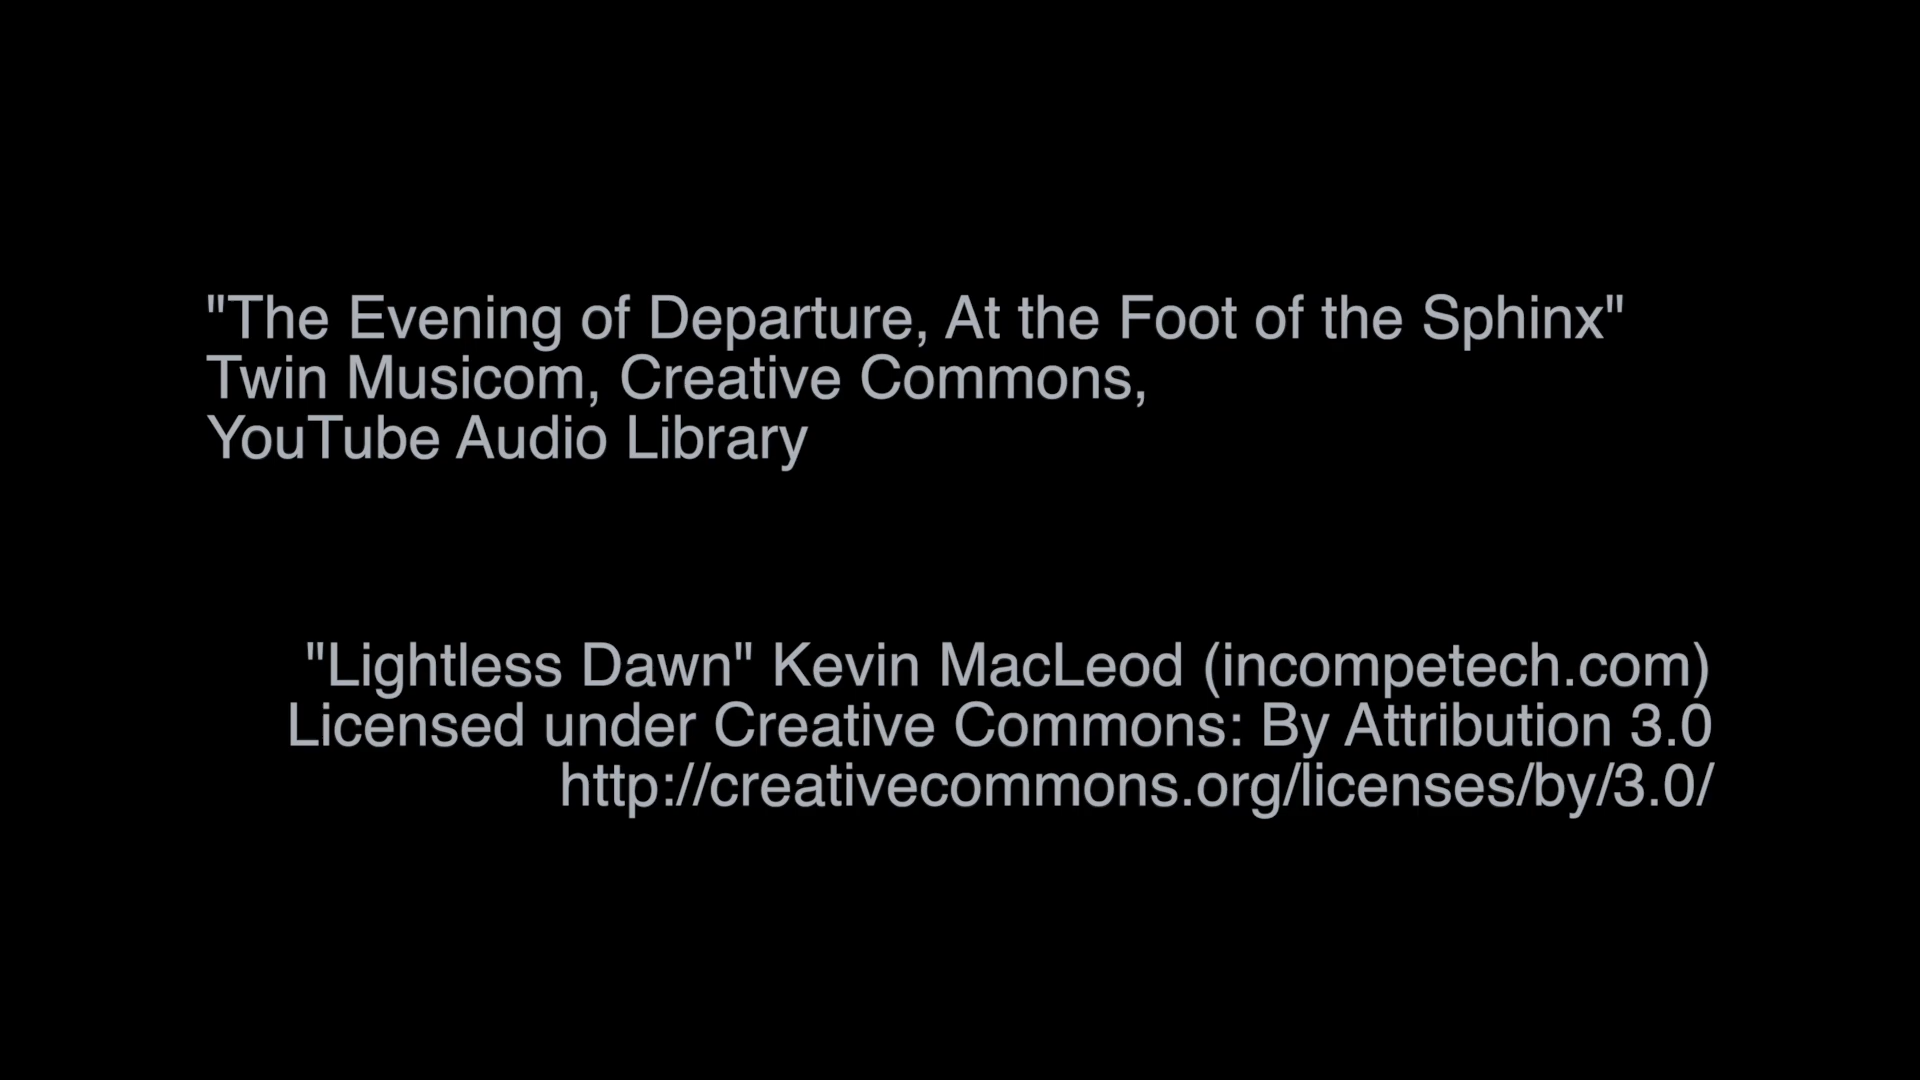 "The Evening of Departure, At the Foot of the Sphinx"
Twin Musicom, Creative Commons,
YouTube Audio Library
"Lightless Dawn" Kevin MacLeod (incompetech.com)
Licensed under Creative Commons: By Attribution 3.0
http://creativecommons.org/licenses/by/3.0/